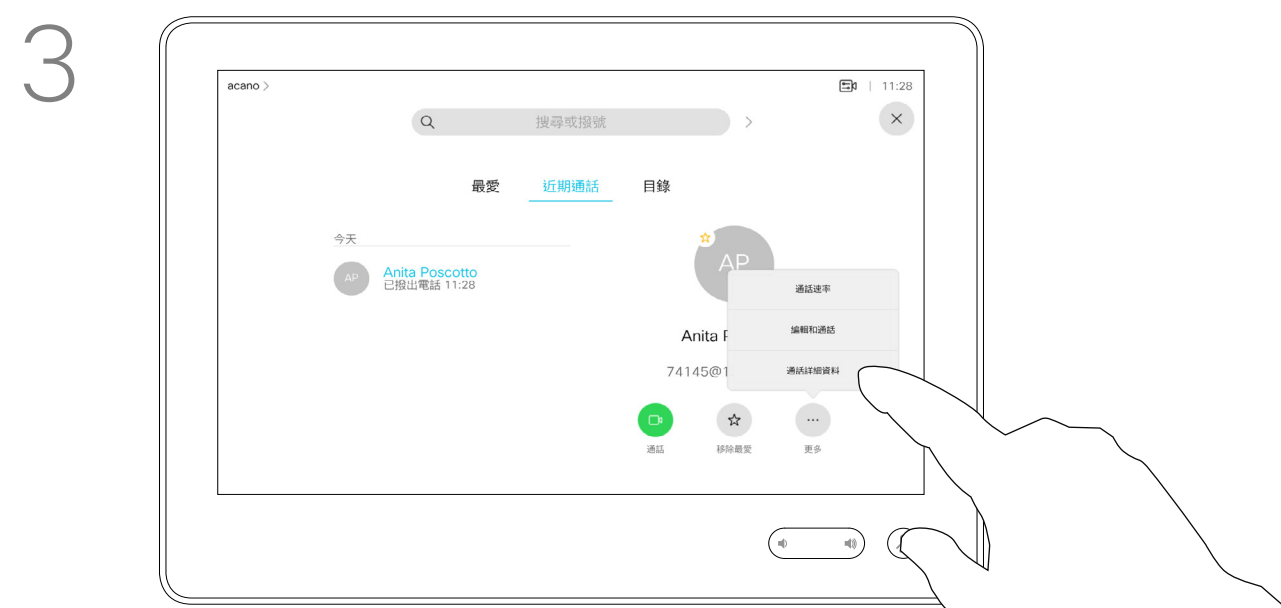 3
acano >
11:28
搜尋或撥號
最愛 近期通話 目錄
今天
AP
Anita Poscotto
已撥出電話 11:28
AP
Anita
74145@1
通話速率
編輯和通話
通話詳細資料
通話 移除最愛 更多